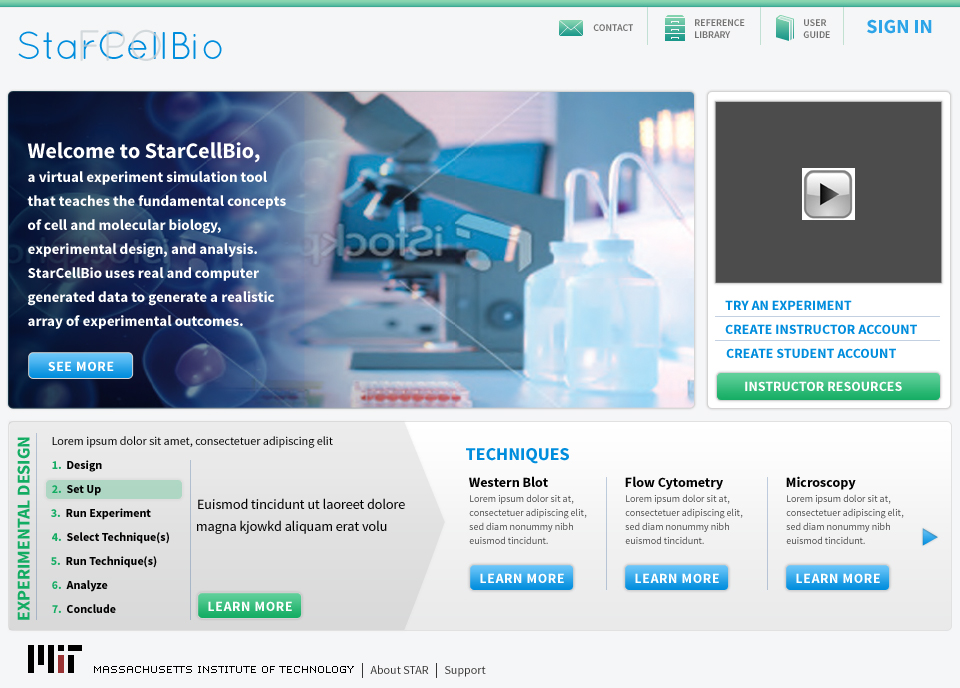 StarCellBio
FPO
CONTACT
REFERENCE
LIBRARY
USER
GUIDE
SIGN IN
Welcome to StarCellBio,
a virtual experiment simulation tool
that teaches the fundamental concepts
of cell and molecular biology,
experimental design, and analysis.
StarCellBio uses real and computer
generated data to generate a realistic
array of experimental outcomes.
SEE MORE
iStock
TRY AN EXPERIMENT
CREATE INSTRUCTOR ACCOUNT
CREATE STUDENT ACCOUNT
INSTRUCTOR RESOURCES
EXPERIMENTAL DESIGN
Lorem ipsum dolor sit amet, consectetuer adipiscing elit
1. Design
2. Set Up
3. Run Experiment
4. Select Technique(s)
5. Run Technique(s)
6. Analyze
7. Conclude
Euismod tincidunt ut laoreet dolore
magna kjowkd aliquam erat volu
LEARN MORE
TECHNIQUES
Western Blot
Lorem ipsum dolor sit at,
consectetues adipiscing elit,
sed diam nonummy nibh
euismod tincidunt.
LEARN MORE
Flow Cytometry
Lorem ipsum dolor sit at,
consectetues adipiscing elit,
sed diam nonummy nibh
euismod tincidunt.
LEARN MORE
Microscopy
Lorem ipsum dolor sit at,
consectetues adipiscing elit,
sed diam nonummy nibh
euismod tincidunt.
LEARN MORE
MIT
MASSACHUSETTS INSTITUTE OF TECHNOLOGY | About STAR | Support